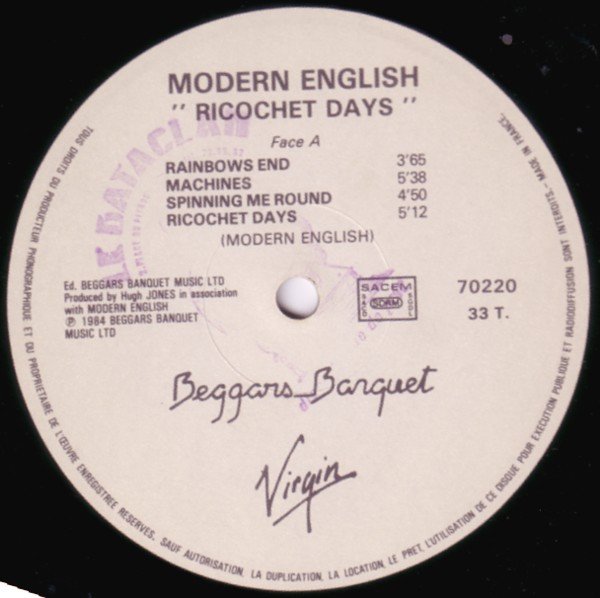 MODERN ENGLISH
" RICOCHET DAYS "
Face A
RAINBOWS END 3'65
MACHINES 5'38
SPINNING ME ROUND 4'50
RICOCHET DAYS 5'12
(MODERN ENGLISH)
Ed. BEGGARS BANQUET MUSIC LTD
Produced by Hugh JONES in association
with MODERN ENGLISH
℗ 1984 BEGGARS BANQUET
MUSIC LTD
SACEM
SACD
SDRM
SGDL
70220
33 T.
Beggars Banquet
Virgin
LE BATACLAN
TOUS DROITS DU PRODUCTEUR PHONOGRAPHIQUE ET DU PROPRIETAIRE DE L'ŒUVRE ENREGISTREE RESERVES. SAUF AUTORISATION, LA DUPLICATION, LA LOCATION, LE PRET, L'UTILISATION DE CE DISQUE POUR EXECUTION PUBLIQUE ET RADIODIFFUSION SONT INTERDITS - MADE IN FRANCE.